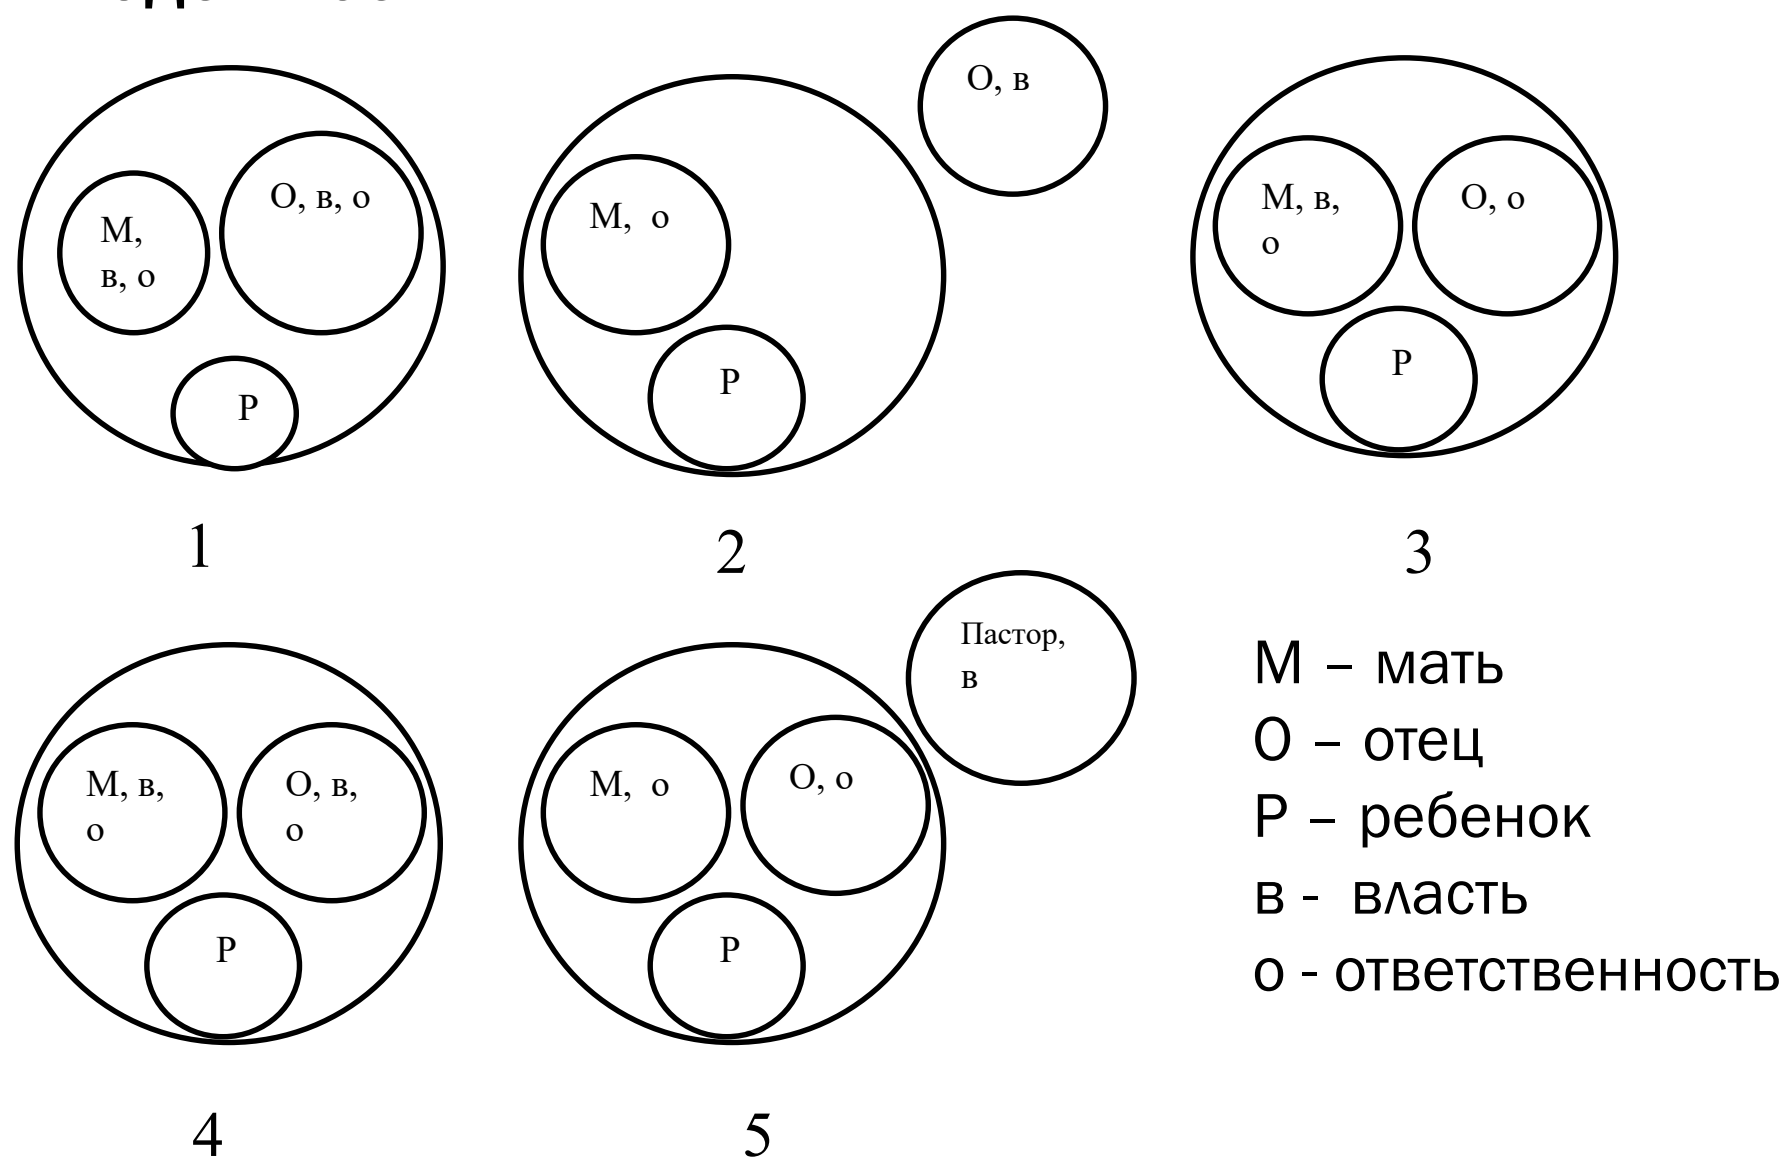 О, в
М,
в, о
О, в, о
Р
М, о
Р
М, в,
о
О, о
Р
1
2
3
Пастор,
в
М, в,
о
О, в,
о
Р
М, о
О, о
Р
М – мать
О – отец
Р – ребенок
в - власть
о - ответственность
4
5